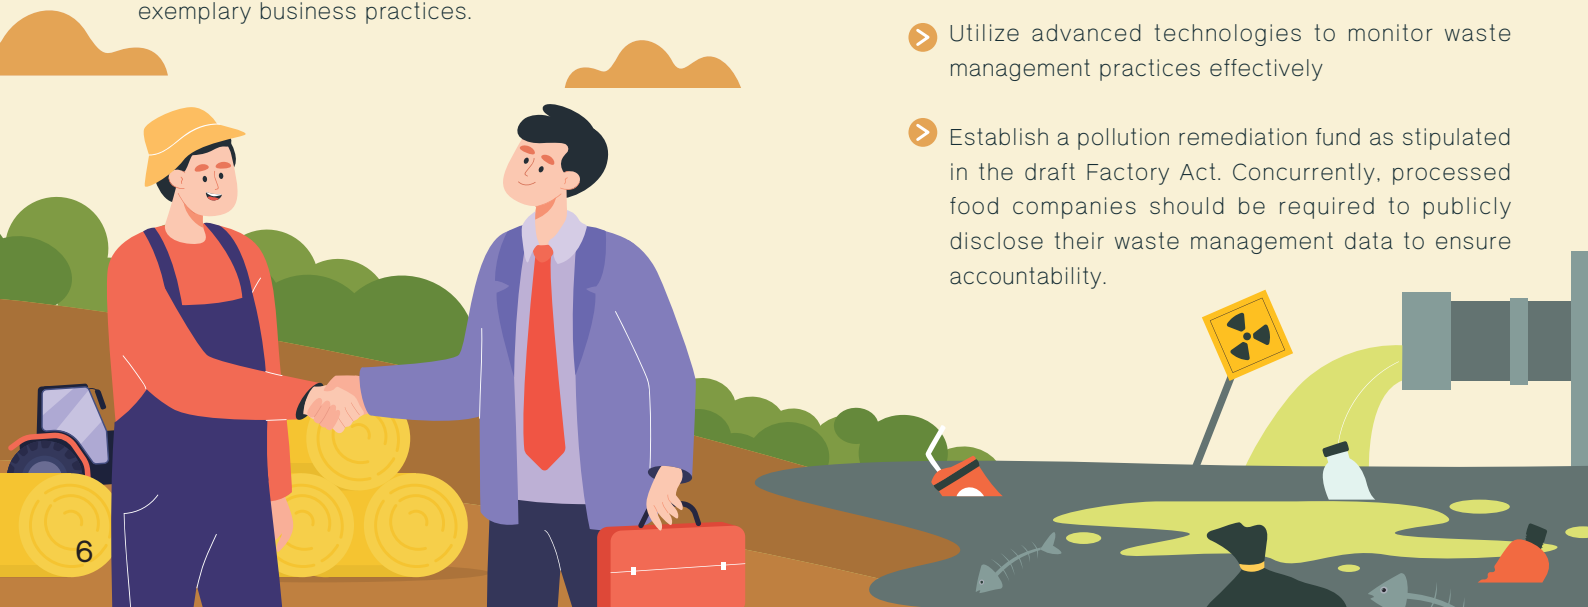 exemplary business practices.
Utilize advanced technologies to monitor waste
management practices effectively
Establish a pollution remediation fund as stipulated
in the draft Factory Act. Concurrently, processed
food companies should be required to publicly
disclose their waste management data to ensure
accountability.
6